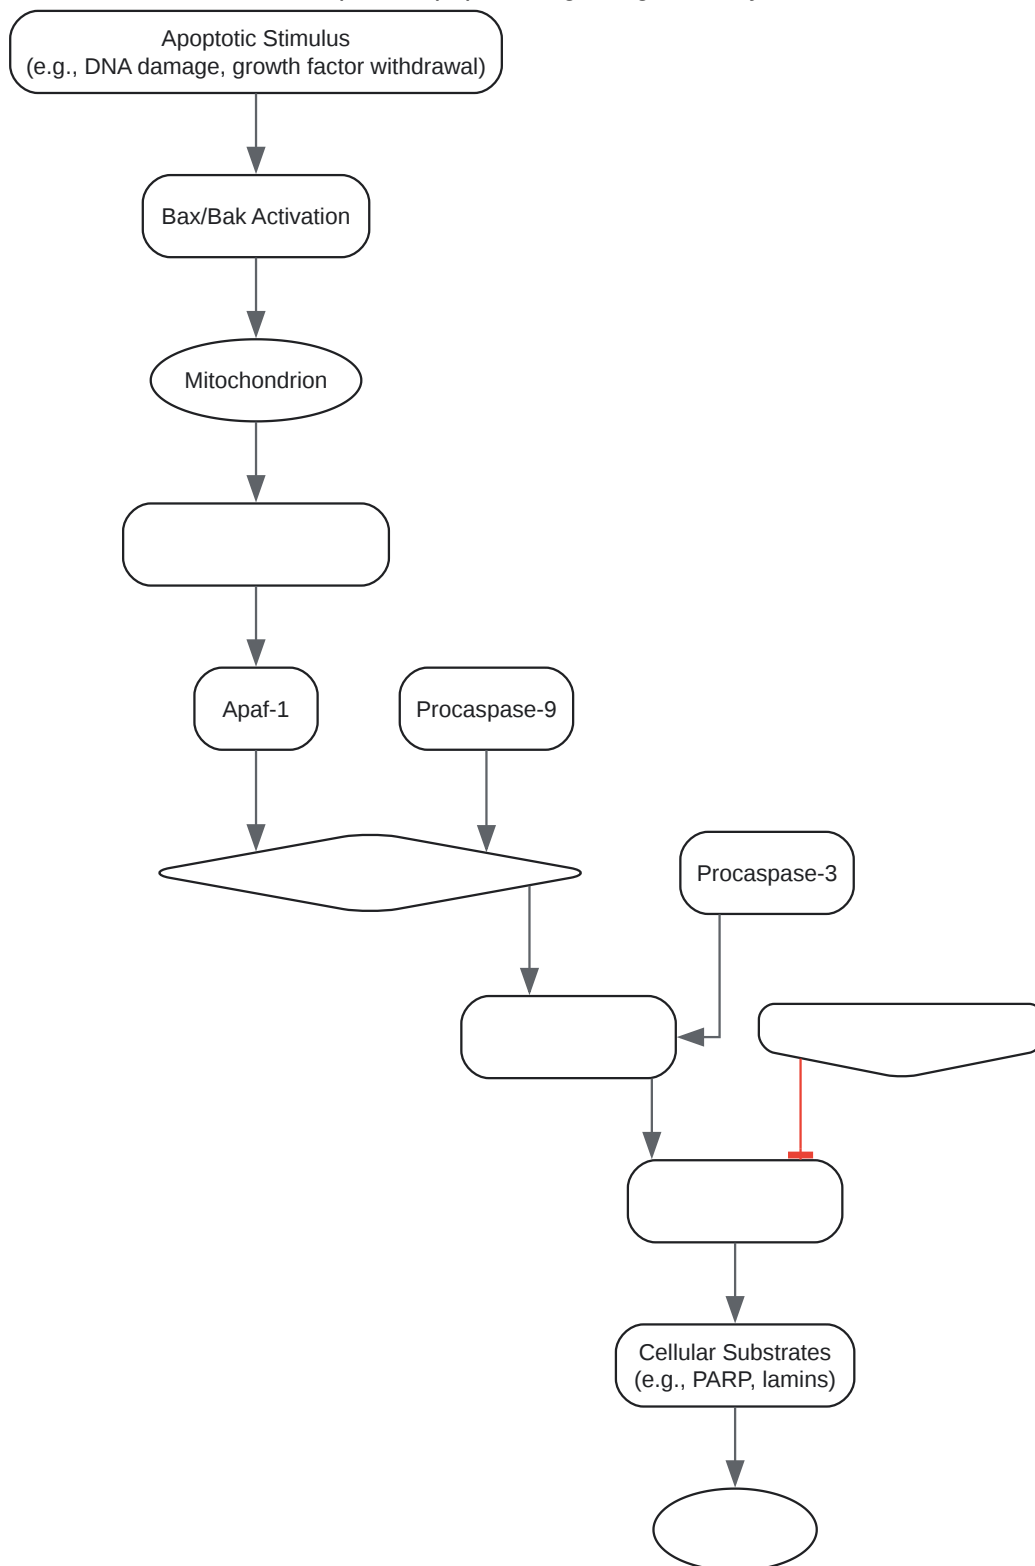 Apoptotic Stimulus
(e.g., DNA damage, growth factor withdrawal)
Bax/Bak Activation
Mitochondrion
Apaf-1
Procaspase-9
Procaspase-3
Cellular Substrates
(e.g., PARP, lamins)